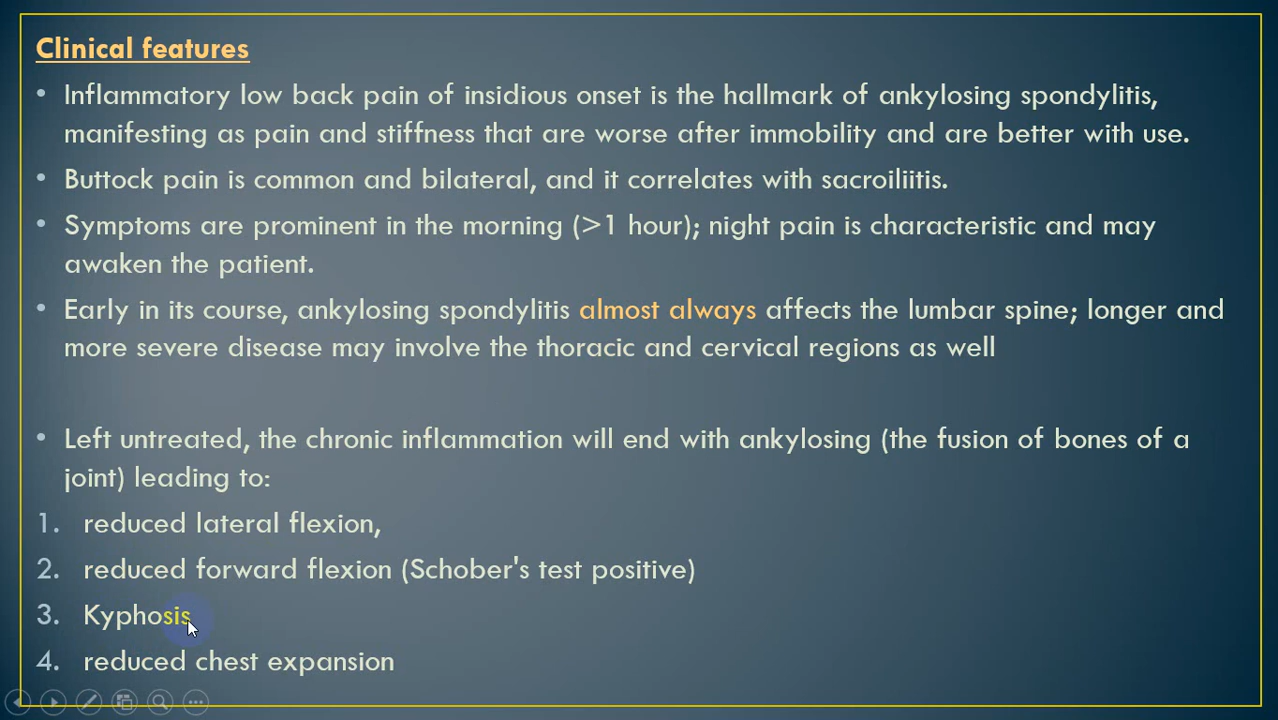 Clinical features
• Inflammatory low back pain of insidious onset is the hallmark of ankylosing spondylitis,
manifesting as pain and stiffness that are worse after immobility and are better with use.
• Buttock pain is common and bilateral, and it correlates with sacroiliitis.
• Symptoms are prominent in the morning (>1 hour); night pain is characteristic and may
awaken the patient.
• Early in its course, ankylosing spondylitis almost always affects the lumbar spine; longer and
more severe disease may involve the thoracic and cervical regions as well
• Left untreated, the chronic inflammation will end with ankylosing (the fusion of bones of a
joint) leading to:
1. reduced lateral flexion,
2. reduced forward flexion (Schober's test positive)
3. Kyphosis
4. reduced chest expansion